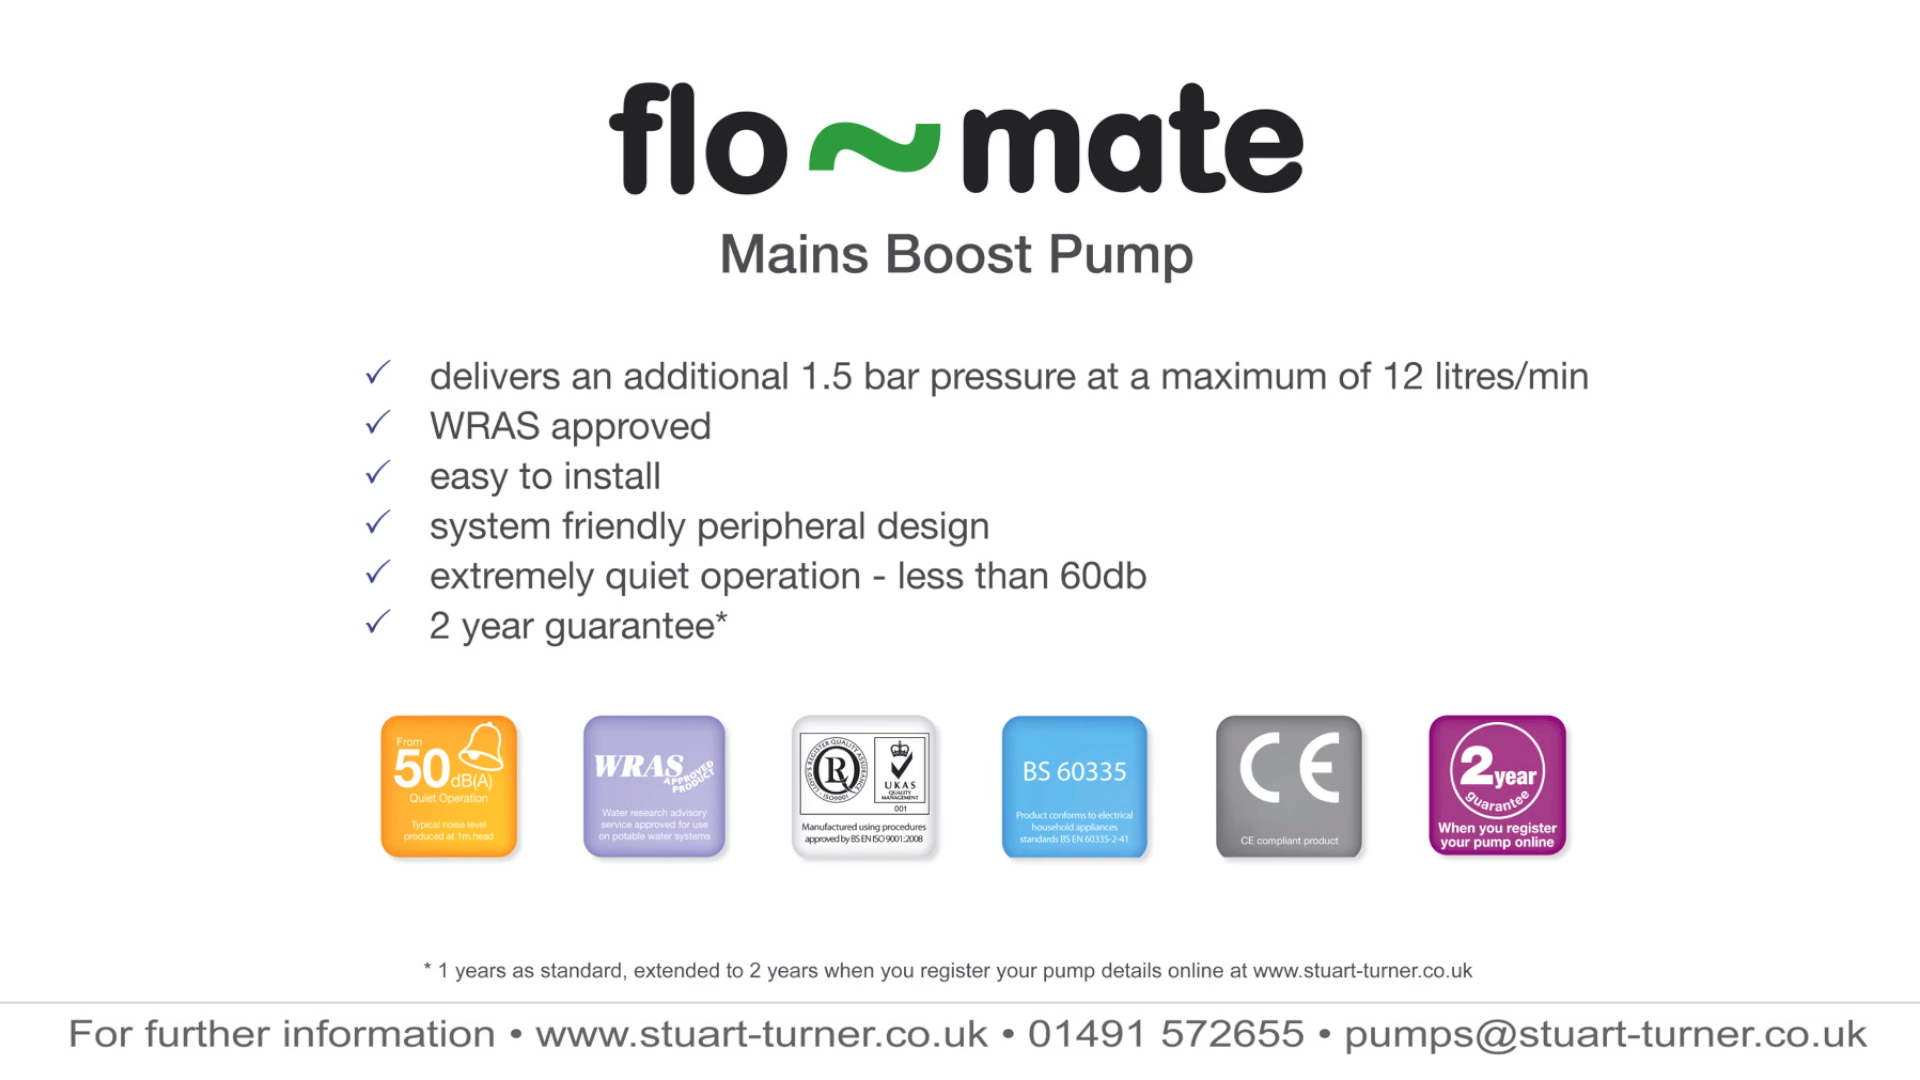 flo~mate
Mains Boost Pump
✓ delivers an additional 1.5 bar pressure at a maximum of 12 litres/min
✓ WRAS approved
✓ easy to install
✓ system friendly peripheral design
✓ extremely quiet operation - less than 60db
✓ 2 year guarantee*
From
50dB(A)
Quiet Operation
Typical noise level
produced at 1m head
WRAS
APPROVED
PRODUCT
Water research advisory
service approved for use
on potable water systems
LLOYD'S REGISTER QUALITY ASSURANCE
R
ISO9001
UKAS
QUALITY
MANAGEMENT
001
Manufactured using procedures
approved by BS EN ISO 9001:2008
BS 60335
Product conforms to electrical
household appliances
standards BS EN 60335-2-41
CE
CE compliant product
2year
guarantee
When you register
your pump online
* 1 years as standard, extended to 2 years when you register your pump details online at www.stuart-turner.co.uk
For further information • www.stuart-turner.co.uk • 01491 572655 • pumps@stuart-turner.co.uk